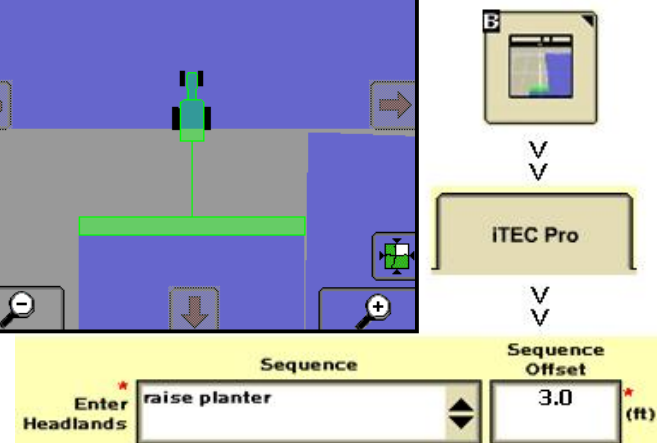 B
iTEC Pro
Sequence
Sequence
Offset
* Enter
Headlands
raise planter
3.0
* (ft)